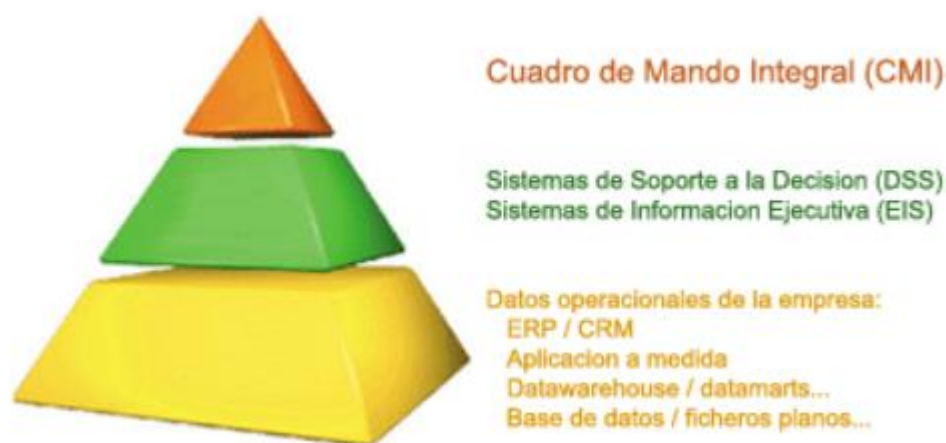 Cuadro de Mando Integral (CMI)
Sistemas de Soporte a la Decision (DSS)
Sistemas de Informacion Ejecutiva (EIS)
Datos operacionales de la empresa:
ERP / CRM
Aplicacion a medida
Datawarehouse / datamarts...
Base de datos / ficheros planos...